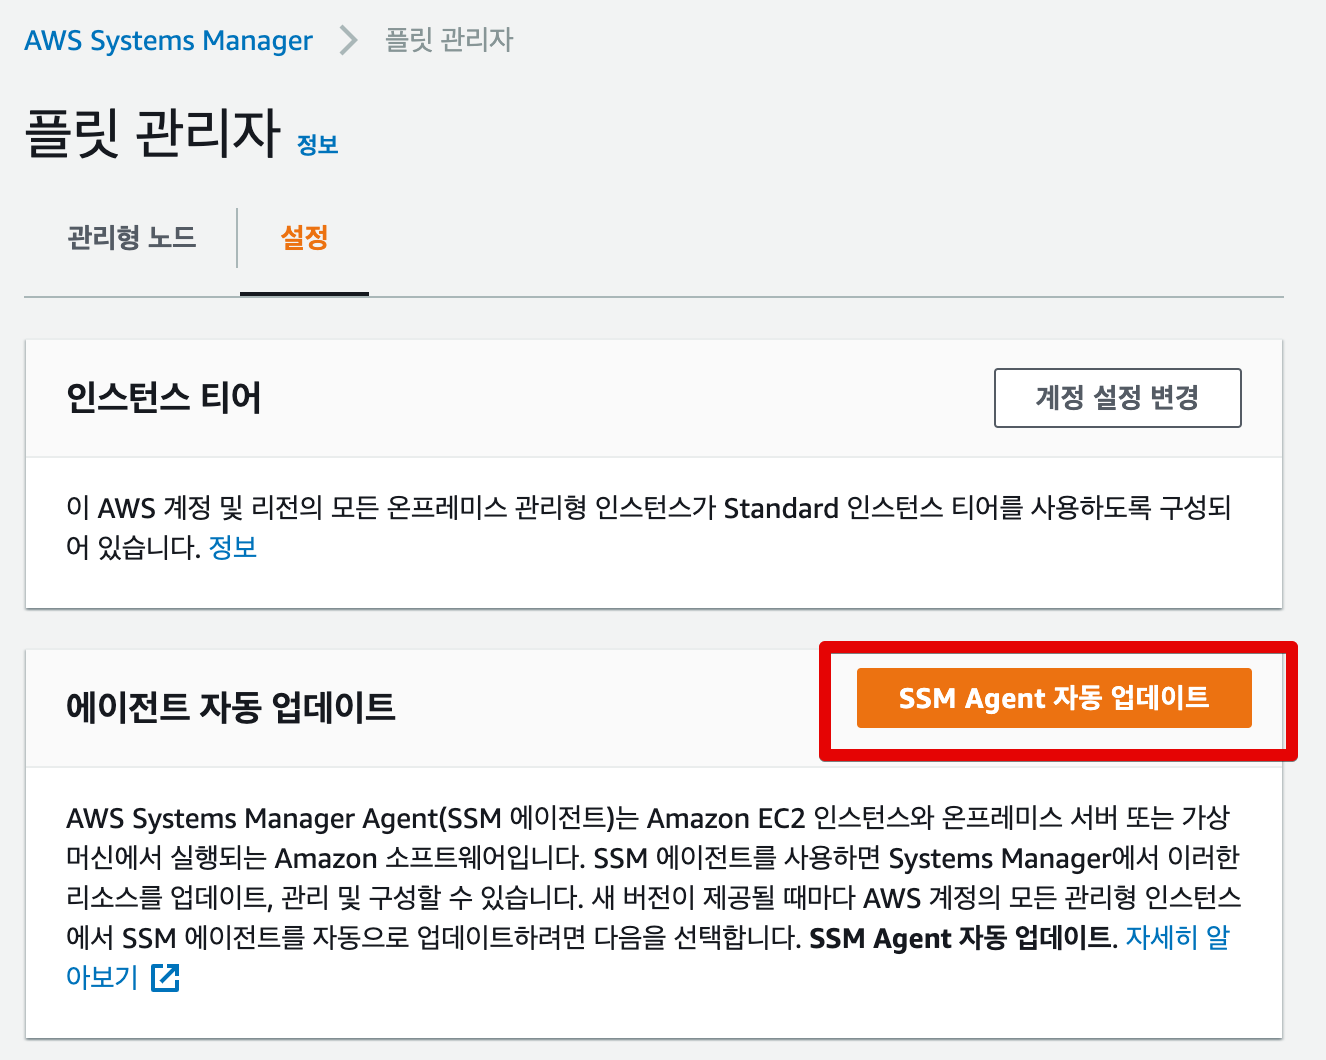 AWS Systems Manager > 플릿 관리자
플릿 관리자 정보
관리형 노드 설정
인스턴스 티어 계정 설정 변경
이 AWS 계정 및 리전의 모든 온프레미스 관리형 인스턴스가 Standard 인스턴스 티어를 사용하도록 구성되
어 있습니다. 정보
에이전트 자동 업데이트 SSM Agent 자동 업데이트
AWS Systems Manager Agent(SSM 에이전트)는 Amazon EC2 인스턴스와 온프레미스 서버 또는 가상
머신에서 실행되는 Amazon 소프트웨어입니다. SSM 에이전트를 사용하면 Systems Manager에서 이러한
리소스를 업데이트, 관리 및 구성할 수 있습니다. 새 버전이 제공될 때마다 AWS 계정의 모든 관리형 인스턴스
에서 SSM 에이전트를 자동으로 업데이트하려면 다음을 선택합니다. SSM Agent 자동 업데이트. 자세히 알
아보기